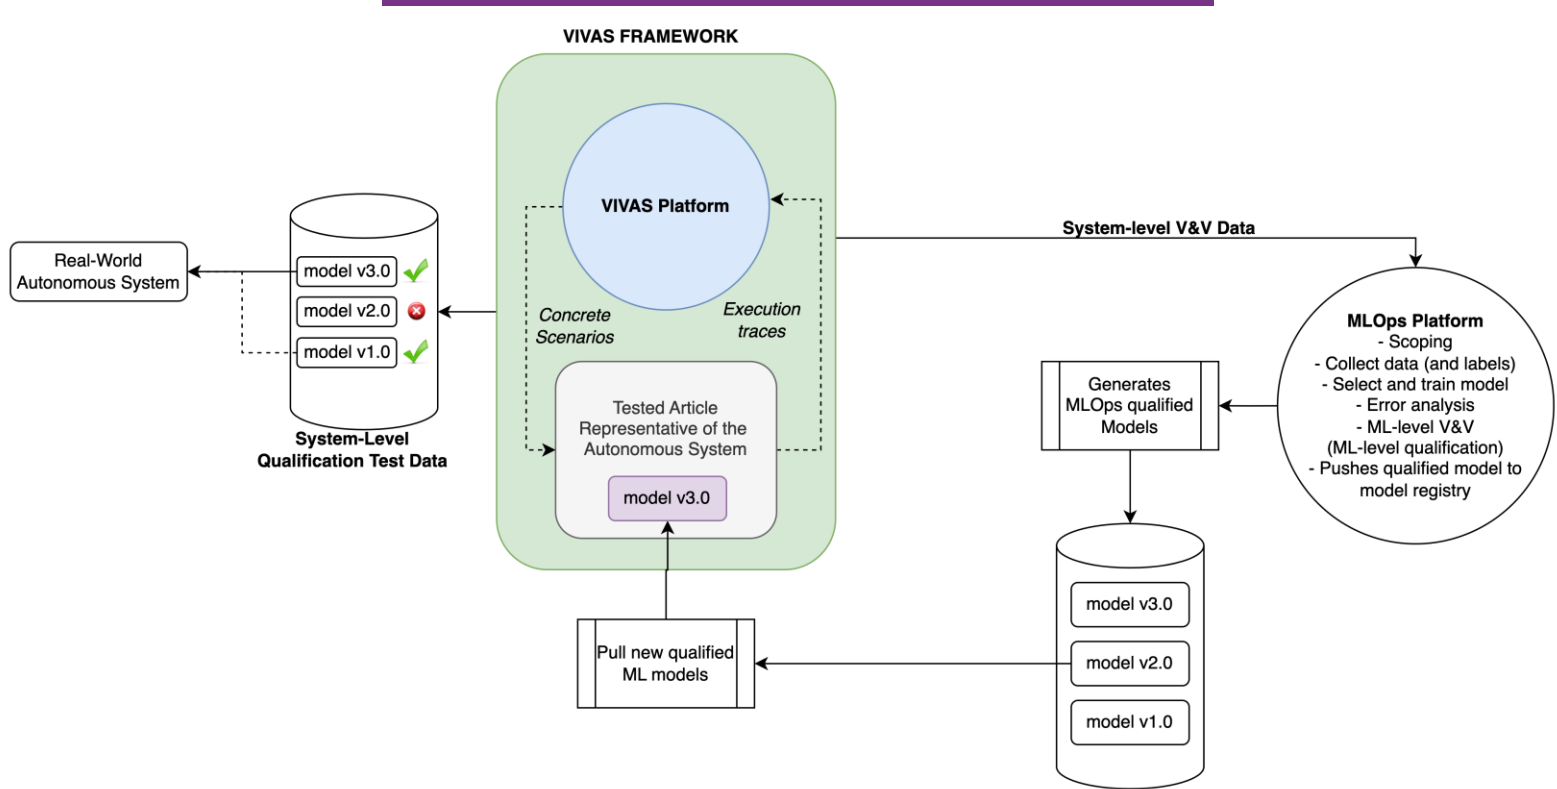 VIVAS FRAMEWORK
VIVAS Platform
System-level V&V Data
Real-World
Autonomous System
model v3.0
model v2.0
model v1.0
System-Level
Qualification Test Data
Concrete
Scenarios
Execution
traces
Tested Article
Representative of the
Autonomous System
model v3.0
MLOps Platform
- Scoping
- Collect data (and labels)
- Select and train model
- Error analysis
- ML-level V&V
(ML-level qualification)
- Pushes qualified model to
model registry
Generates
MLOps qualified
Models
model v3.0
model v2.0
model v1.0
Pull new qualified
ML models